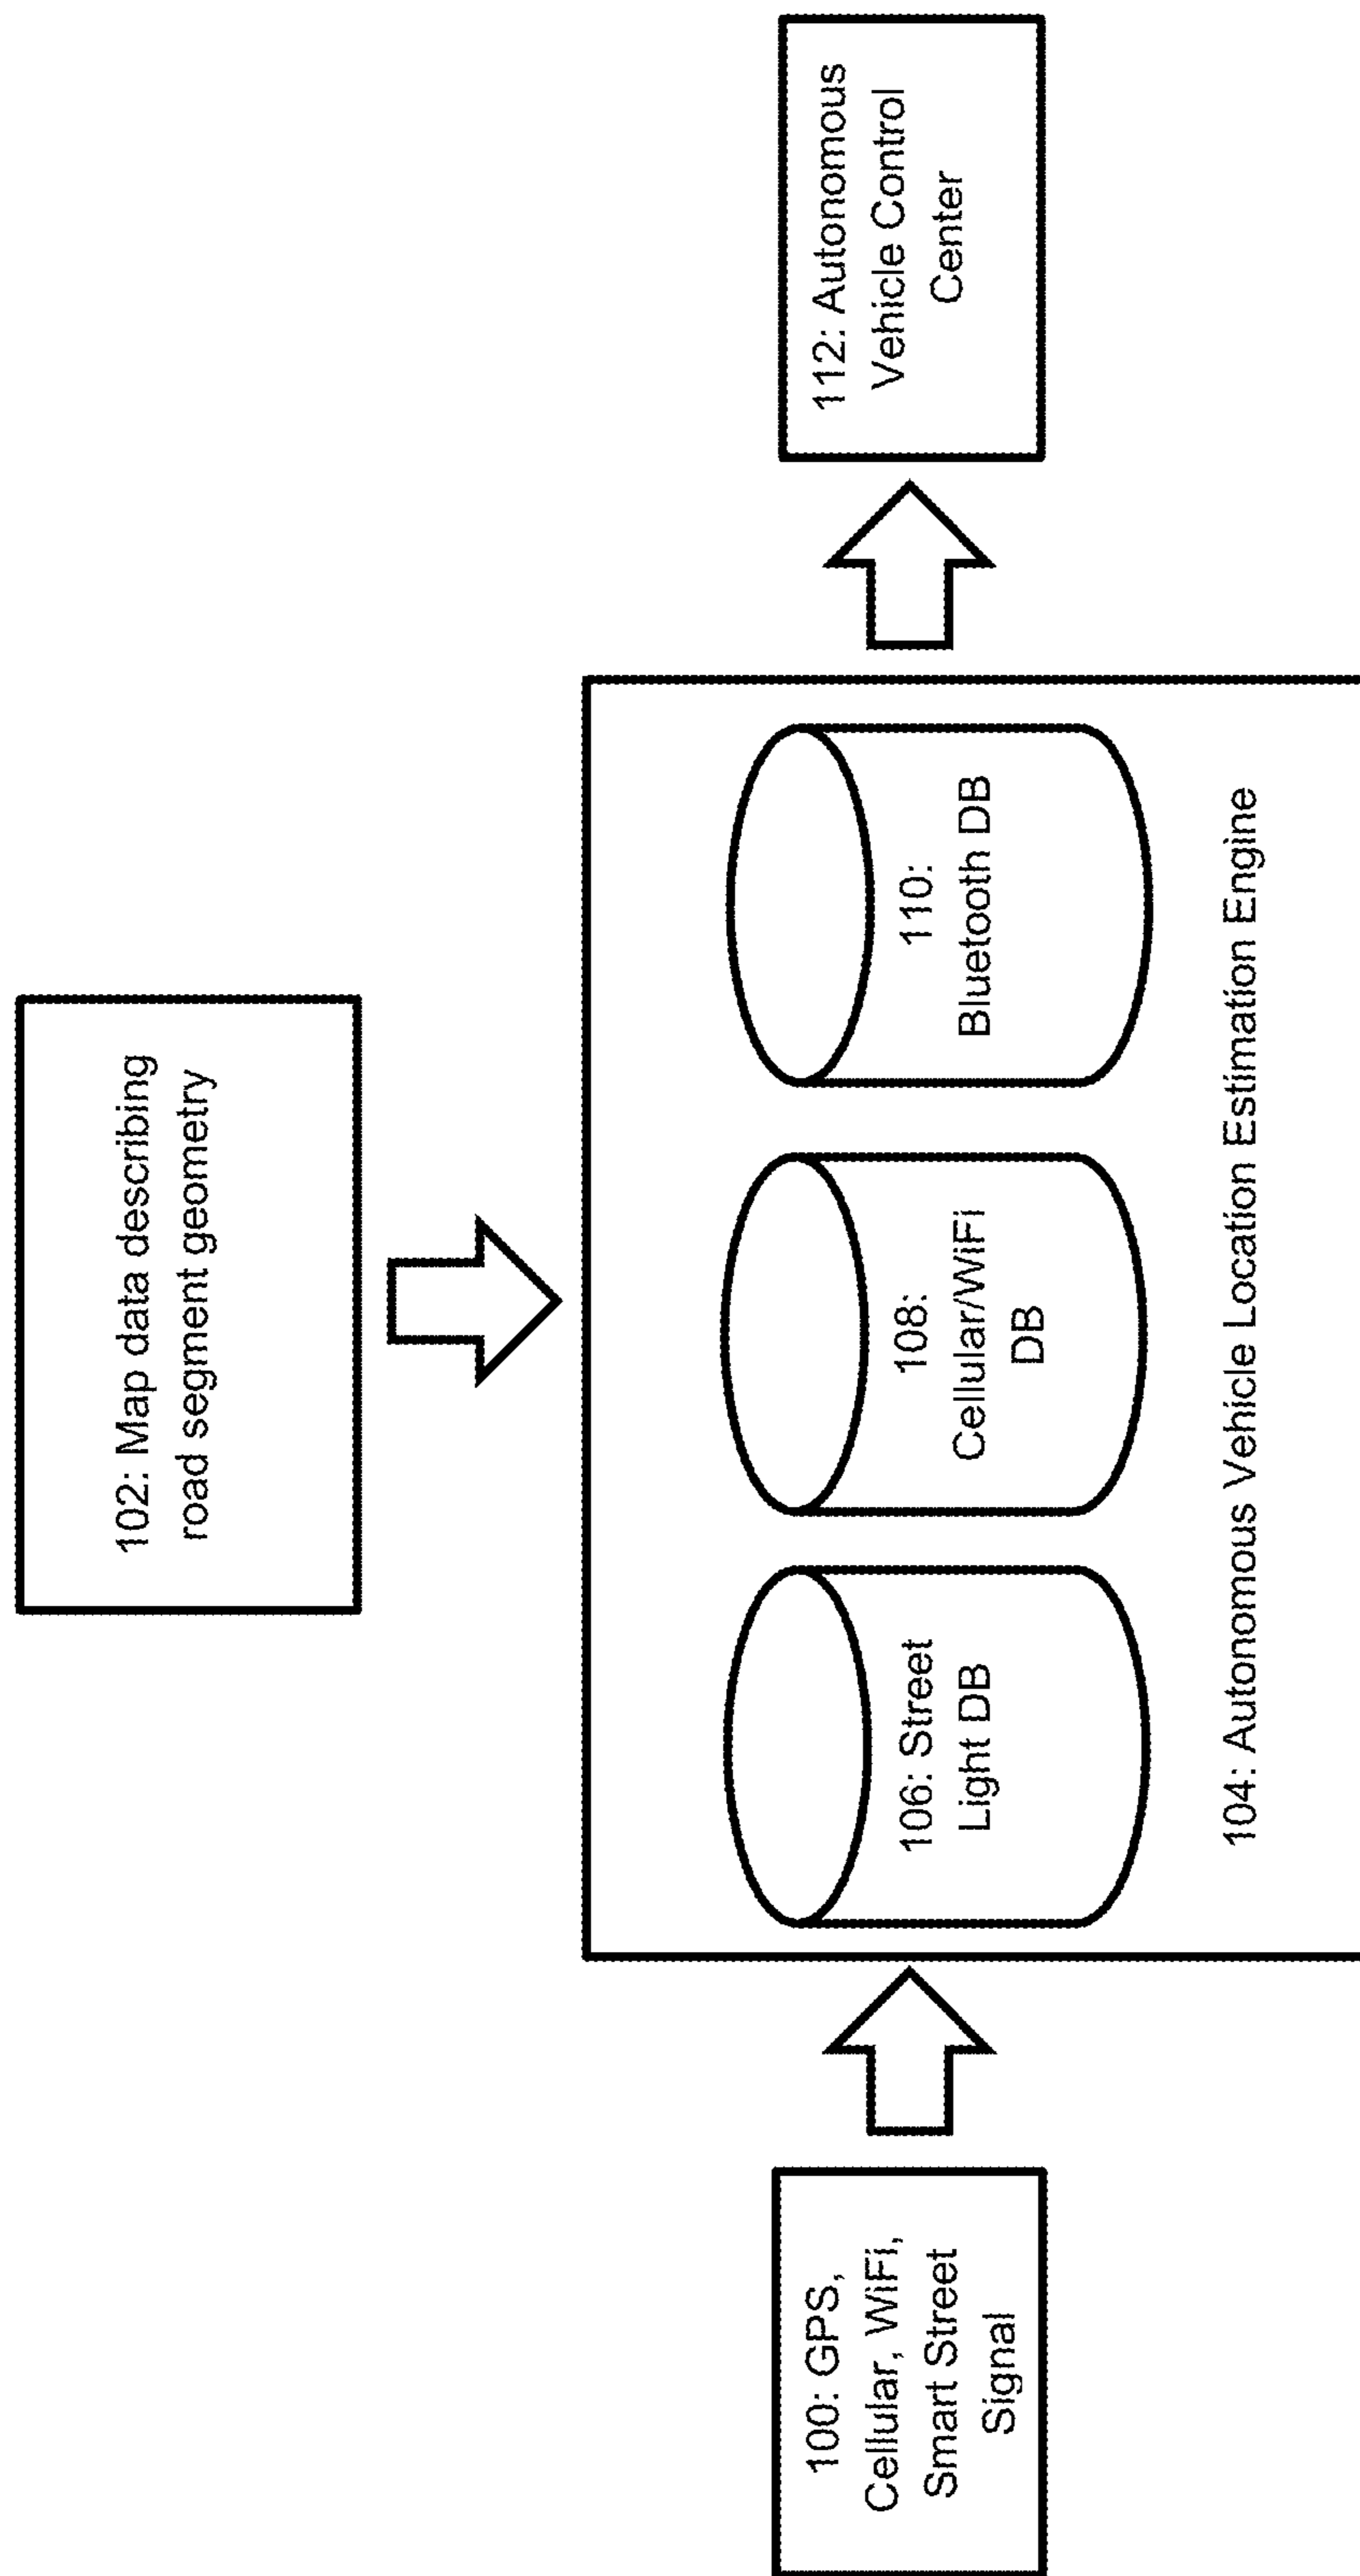 102: Map data describing
road segment geometry
100: GPS,
Cellular, WiFi,
Smart Street
Signal
106: Street
Light DB
108:
Cellular/WiFi
DB
110:
Bluetooth DB
104: Autonomous Vehicle Location Estimation Engine
112: Autonomous
Vehicle Control
Center